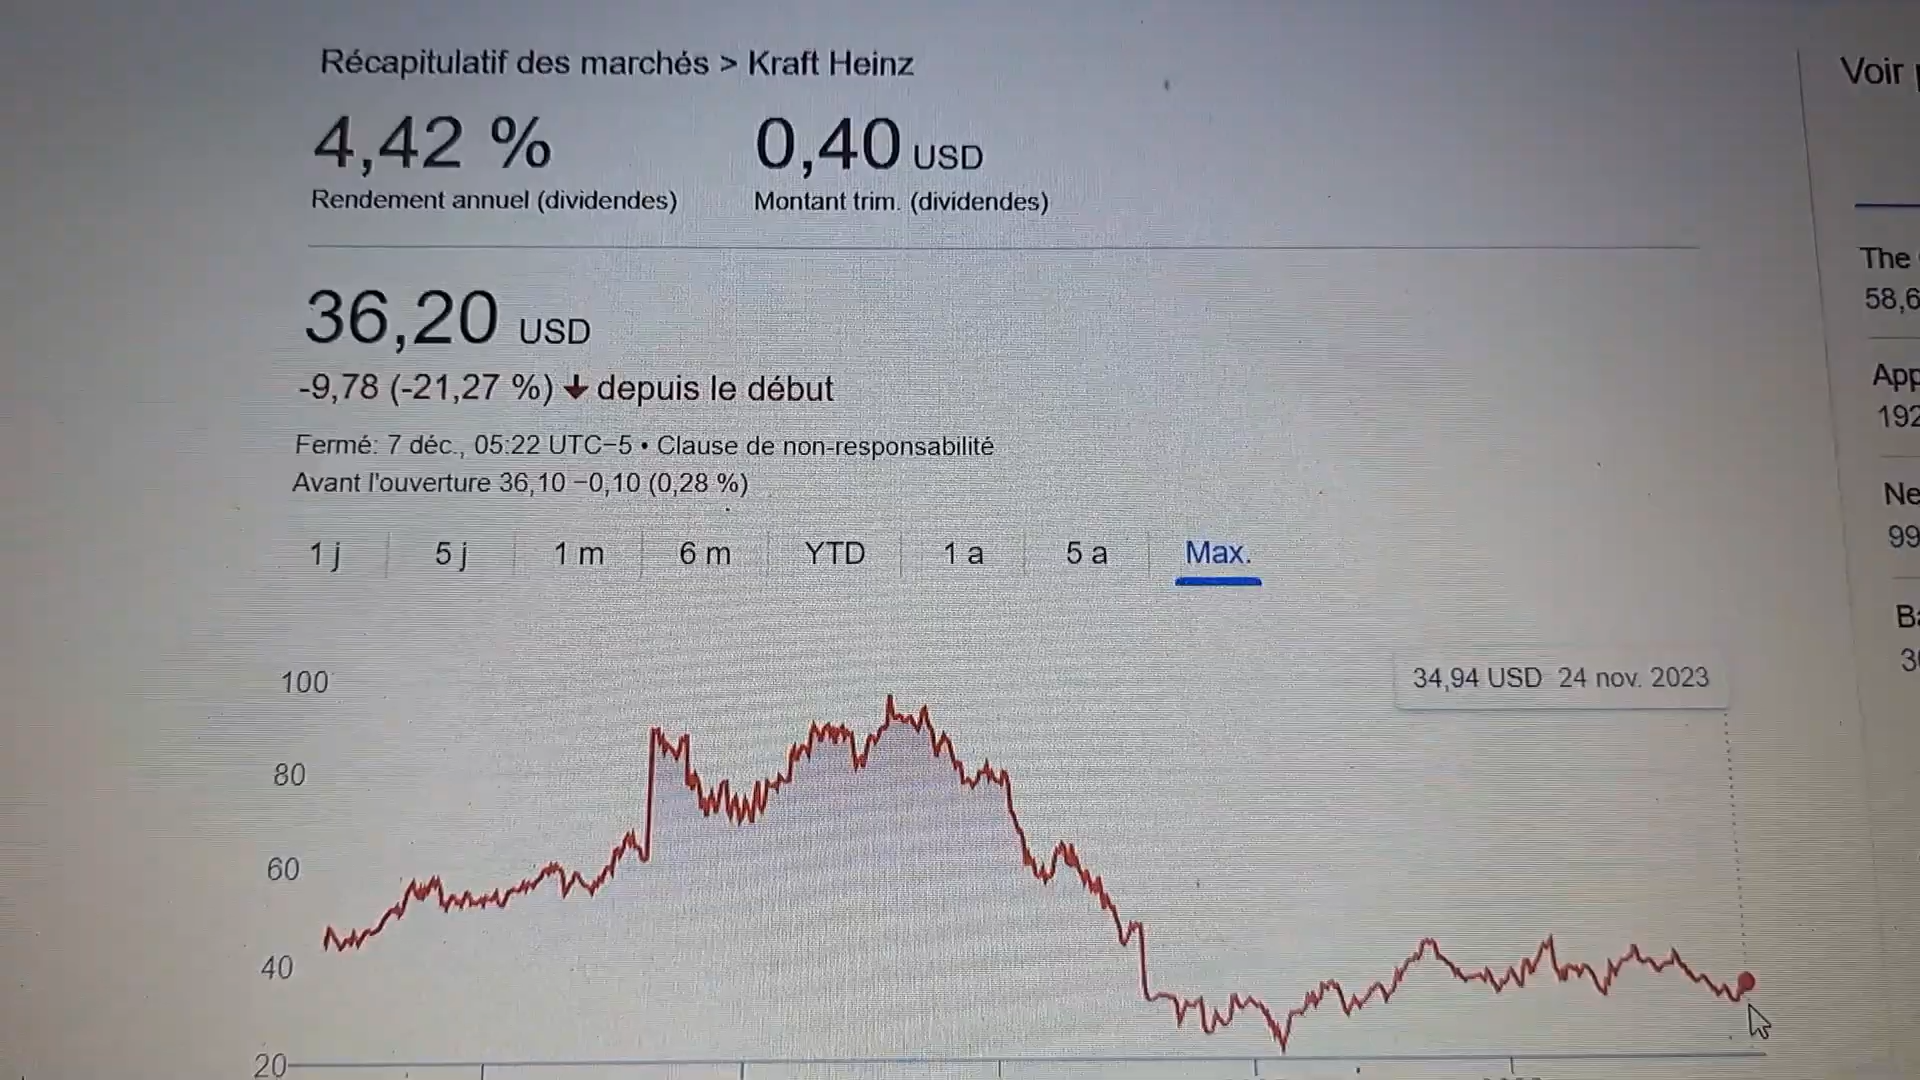 Récapitulatif des marchés > Kraft Heinz
4,42 %
0,40 USD
Rendement annuel (dividendes)
Montant trim. (dividendes)
36,20 USD
-9,78 (-21,27 %) depuis le début
Fermé: 7 déc., 05:22 UTC−5 • Clause de non-responsabilité
Avant l'ouverture 36,10 −0,10 (0,28 %)
1 j 5 j 1 m 6 m YTD 1 a 5 a Max.
34,94 USD 24 nov. 2023
100
80
60
40
20
Voir
The
58,6
App
192
Ne
99